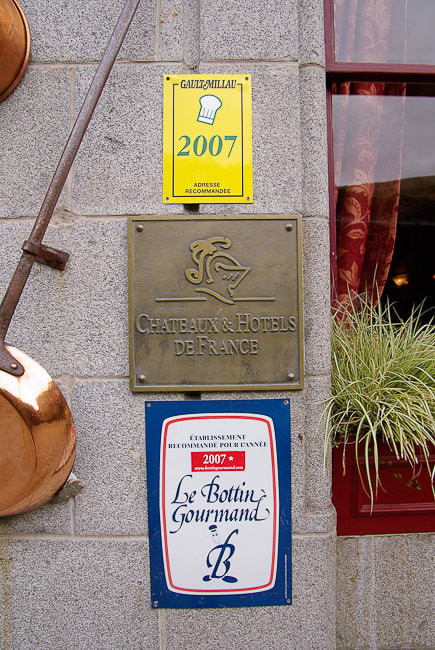 GAULT&MILLAU
2007
ADRESSE
RECOMMANDÉE
CHATEAUX & HOTELS
DE FRANCE
ÉTABLISSEMENT
RECOMMANDÉ POUR L'ANNÉE
2007 ★
www.bottingourmand.com
Le Bottin
Gourmand
B